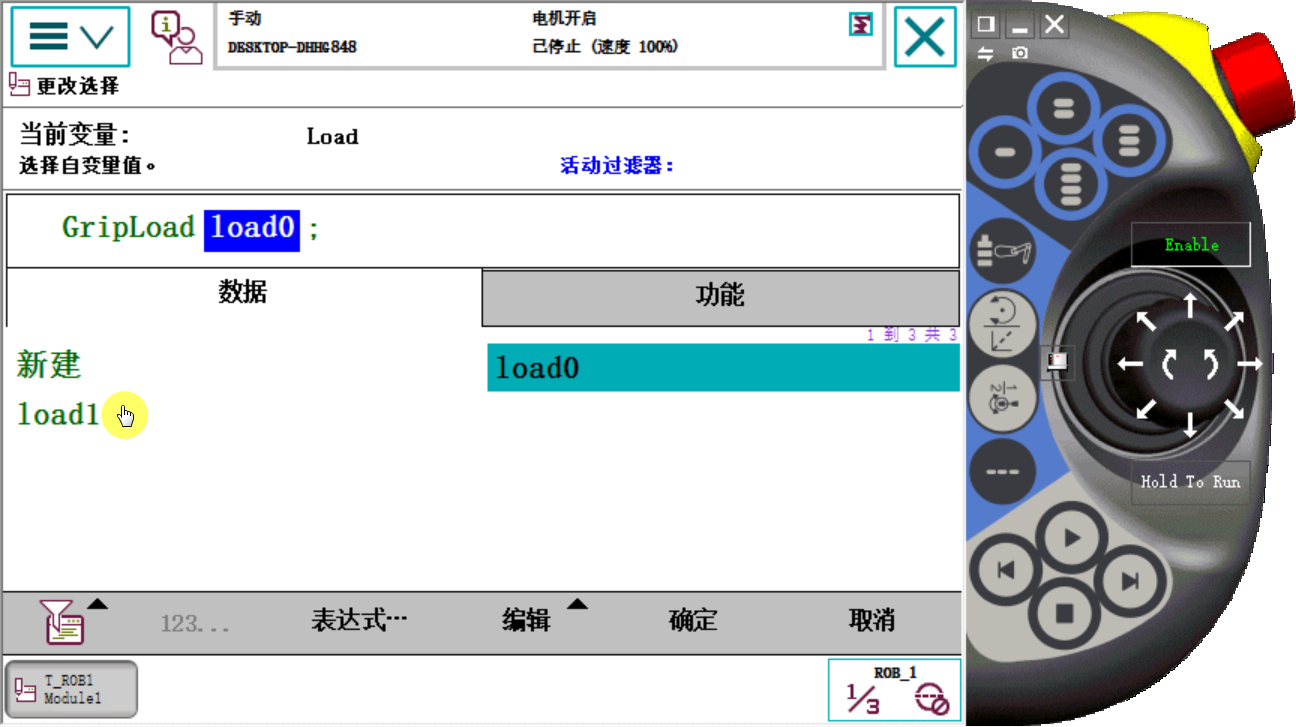 手动
DESKTOP-DHHG848
电机开启
已停止 (速度 100%)
更改选择
当前变量:
Load
选择自变量值。
活动过滤器:
GripLoad load0 ;
数据
功能
1 到 3 共 3
新建
load0
load1
123...
表达式…
编辑
确定
取消
T_ROB1
Module1
ROB_1
1/3
Enable
Hold To Run